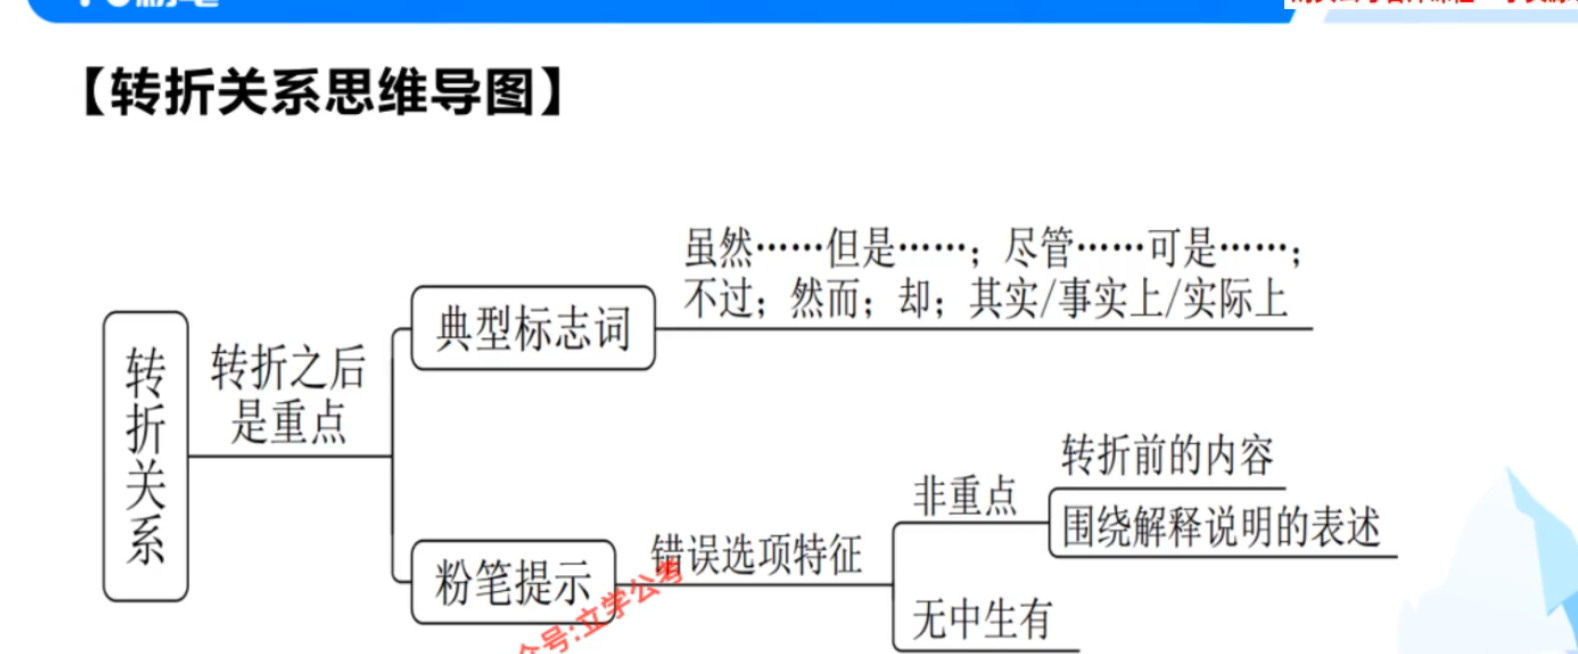 【转折关系思维导图】
虽然……但是……；尽管……可是……；
不过；然而；却；其实/事实上/实际上
典型标志词
转折关系
转折之后
是重点
粉笔提示
错误选项特征
非重点
转折前的内容
围绕解释说明的表述
无中生有
号:立学公考